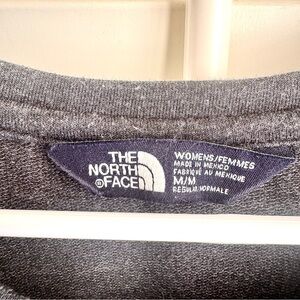 THE
NORTH
®FACE
WOMENS/FEMMES
MADE IN MEXICO
FABRIQUÉ AU MEXIQUE
M/M
REGULAR/NORMALE